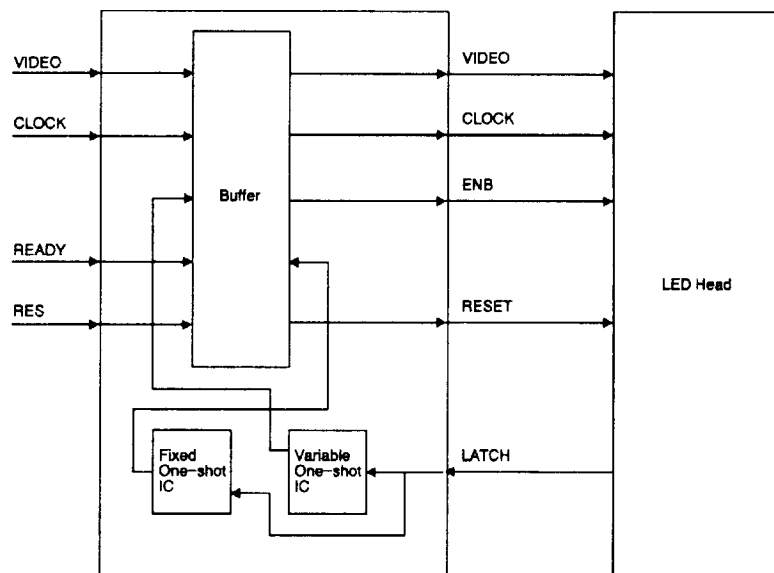 VIDEO
CLOCK
READY
RES
Buffer
VIDEO
CLOCK
ENB
RESET
LATCH
LED Head
Fixed
One-shot
IC
Variable
One-shot
IC